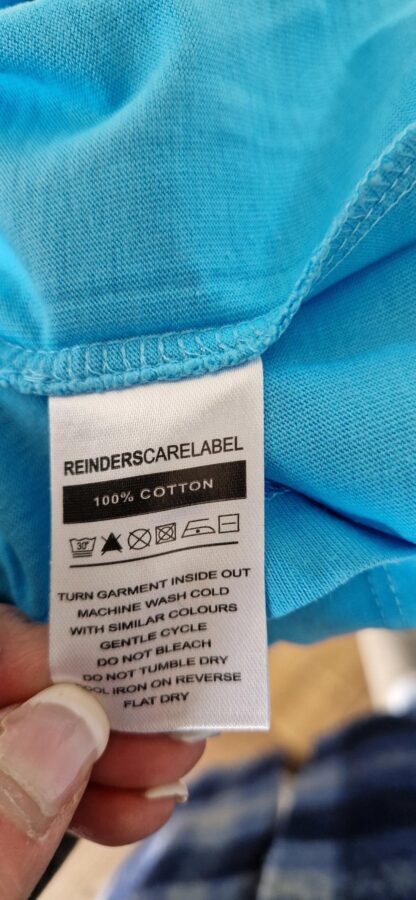 REINDERSCARELABEL
100% COTTON
30°
TURN GARMENT INSIDE OUT
MACHINE WASH COLD
WITH SIMILAR COLOURS
GENTLE CYCLE
DO NOT BLEACH
DO NOT TUMBLE DRY
OL IRON ON REVERSE
FLAT DRY